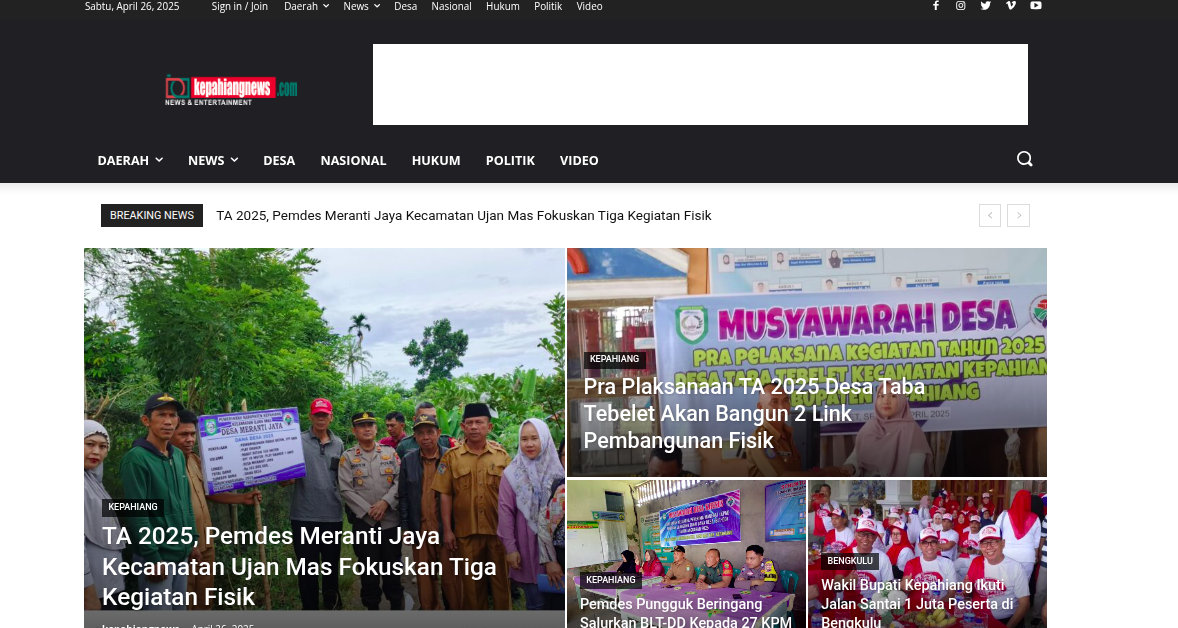 Sabtu, April 26, 2025 Sign in / Join Daerah News Desa Nasional Hukum Politik Video
kepahiangnews.com
NEWS & ENTERTAINMENT
DAERAH NEWS DESA NASIONAL HUKUM POLITIK VIDEO
BREAKING NEWS TA 2025, Pemdes Meranti Jaya Kecamatan Ujan Mas Fokuskan Tiga Kegiatan Fisik
DESA MERANTI JAYA
DANA DESA 2025
KEPAHIANG
TA 2025, Pemdes Meranti Jaya
Kecamatan Ujan Mas Fokuskan Tiga
Kegiatan Fisik
kepahiangnews - April 26, 2025
MUSYAWARAH DESA
PRA PELAKSANA KEGIATAN TAHUN 2025
DESA TABA TEBELET KECAMATAN KEPAHIANG
KABUPATEN KEPAHIANG
APRIL 2025
KEPAHIANG
Pra Plaksanaan TA 2025 Desa Taba
Tebelet Akan Bangun 2 Link
Pembangunan Fisik
KEPAHIANG
Pemdes Pungguk Beringang
Salurkan BLT-DD Kepada 27 KPM
BENGKULU
Wakil Bupati Kepahiang Ikuti
Jalan Santai 1 Juta Peserta di
Bengkulu